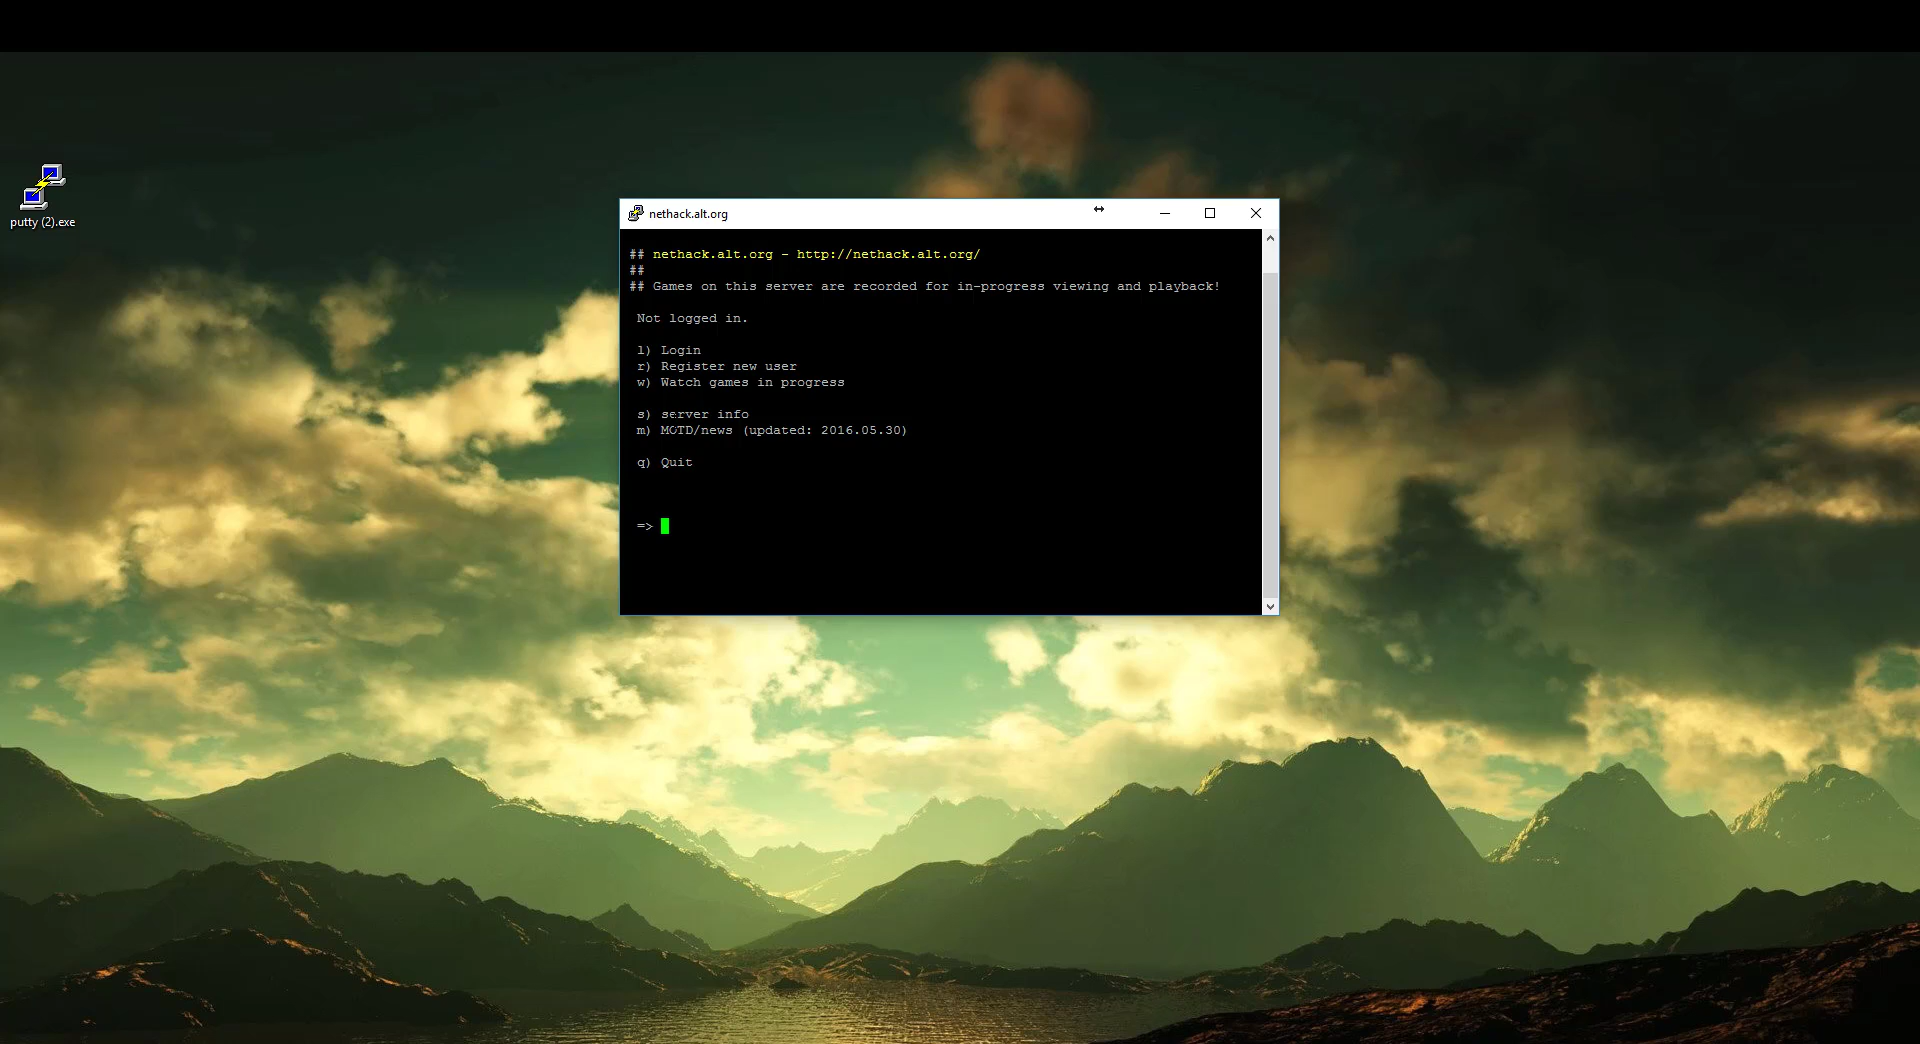 putty (2).exe
nethack.alt.org
## nethack.alt.org - http://nethack.alt.org/
##
## Games on this server are recorded for in-progress viewing and playback!
Not logged in.
l) Login
r) Register new user
w) Watch games in progress
s) server info
m) MOTD/news (updated: 2016.05.30)
q) Quit
=>